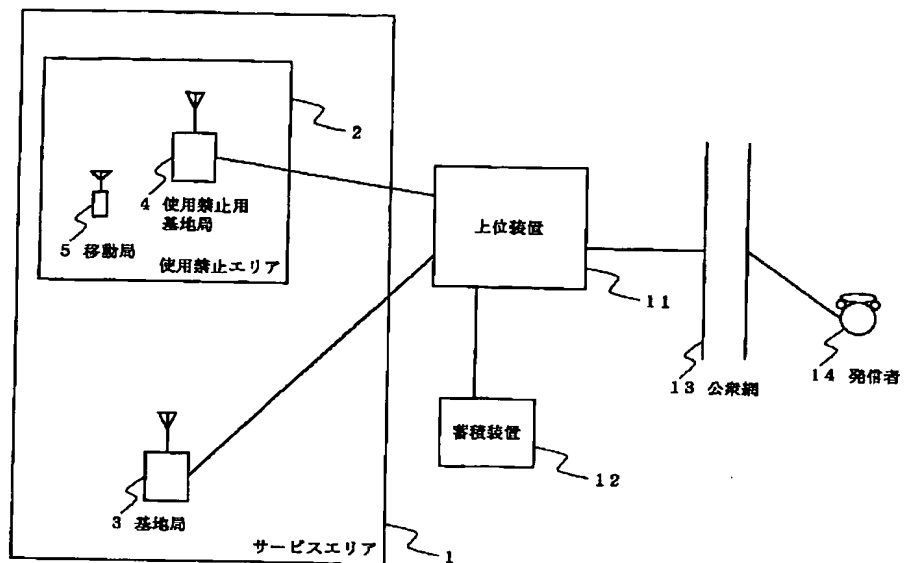 2
4 使用禁止用
基地局
5 移動局
使用禁止エリア
上位装置
11
13 公衆網
14 発信者
蓄積装置
12
3 基地局
サービスエリア
1